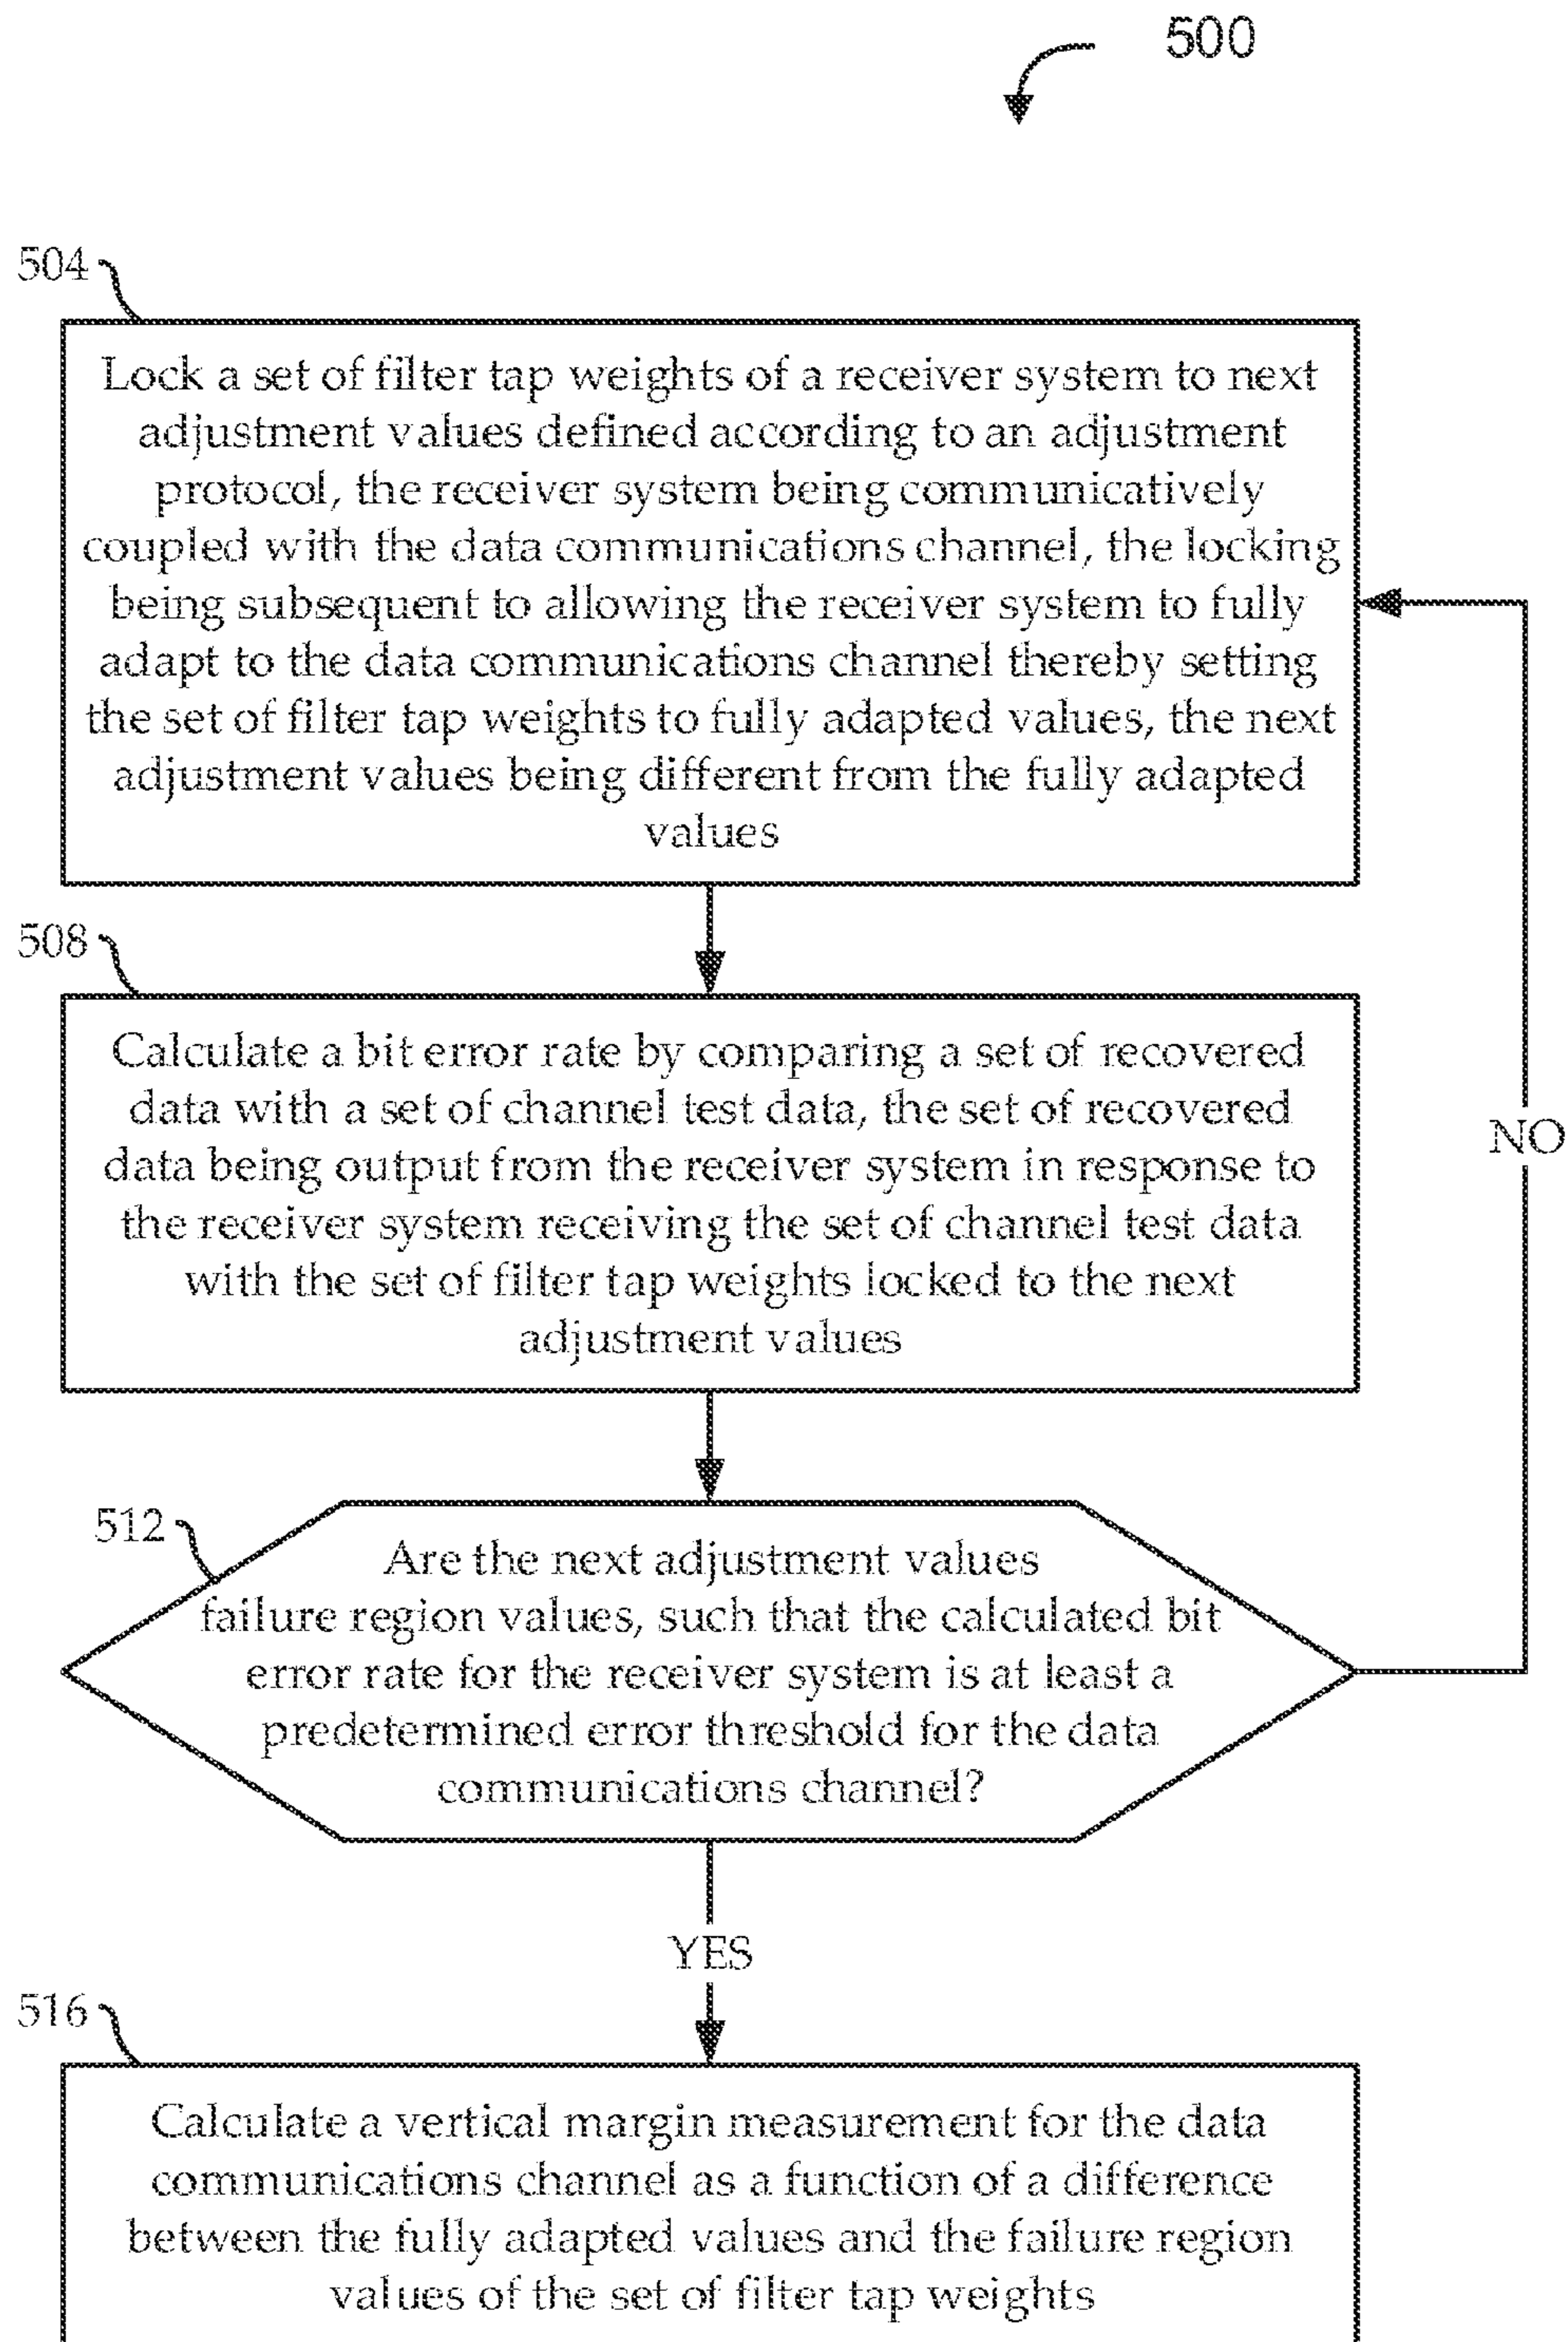 500
504
Lock a set of filter tap weights of a receiver system to next
adjustment values defined according to an adjustment
protocol, the receiver system being communicatively
coupled with the data communications channel, the locking
being subsequent to allowing the receiver system to fully
adapt to the data communications channel thereby setting
the set of filter tap weights to fully adapted values, the next
adjustment values being different from the fully adapted
values
508
Calculate a bit error rate by comparing a set of recovered
data with a set of channel test data, the set of recovered
data being output from the receiver system in response to
the receiver system receiving the set of channel test data
with the set of filter tap weights locked to the next
adjustment values
NO
512
Are the next adjustment values
failure region values, such that the calculated bit
error rate for the receiver system is at least a
predetermined error threshold for the data
communications channel?
YES
516
Calculate a vertical margin measurement for the data
communications channel as a function of a difference
between the fully adapted values and the failure region
values of the set of filter tap weights